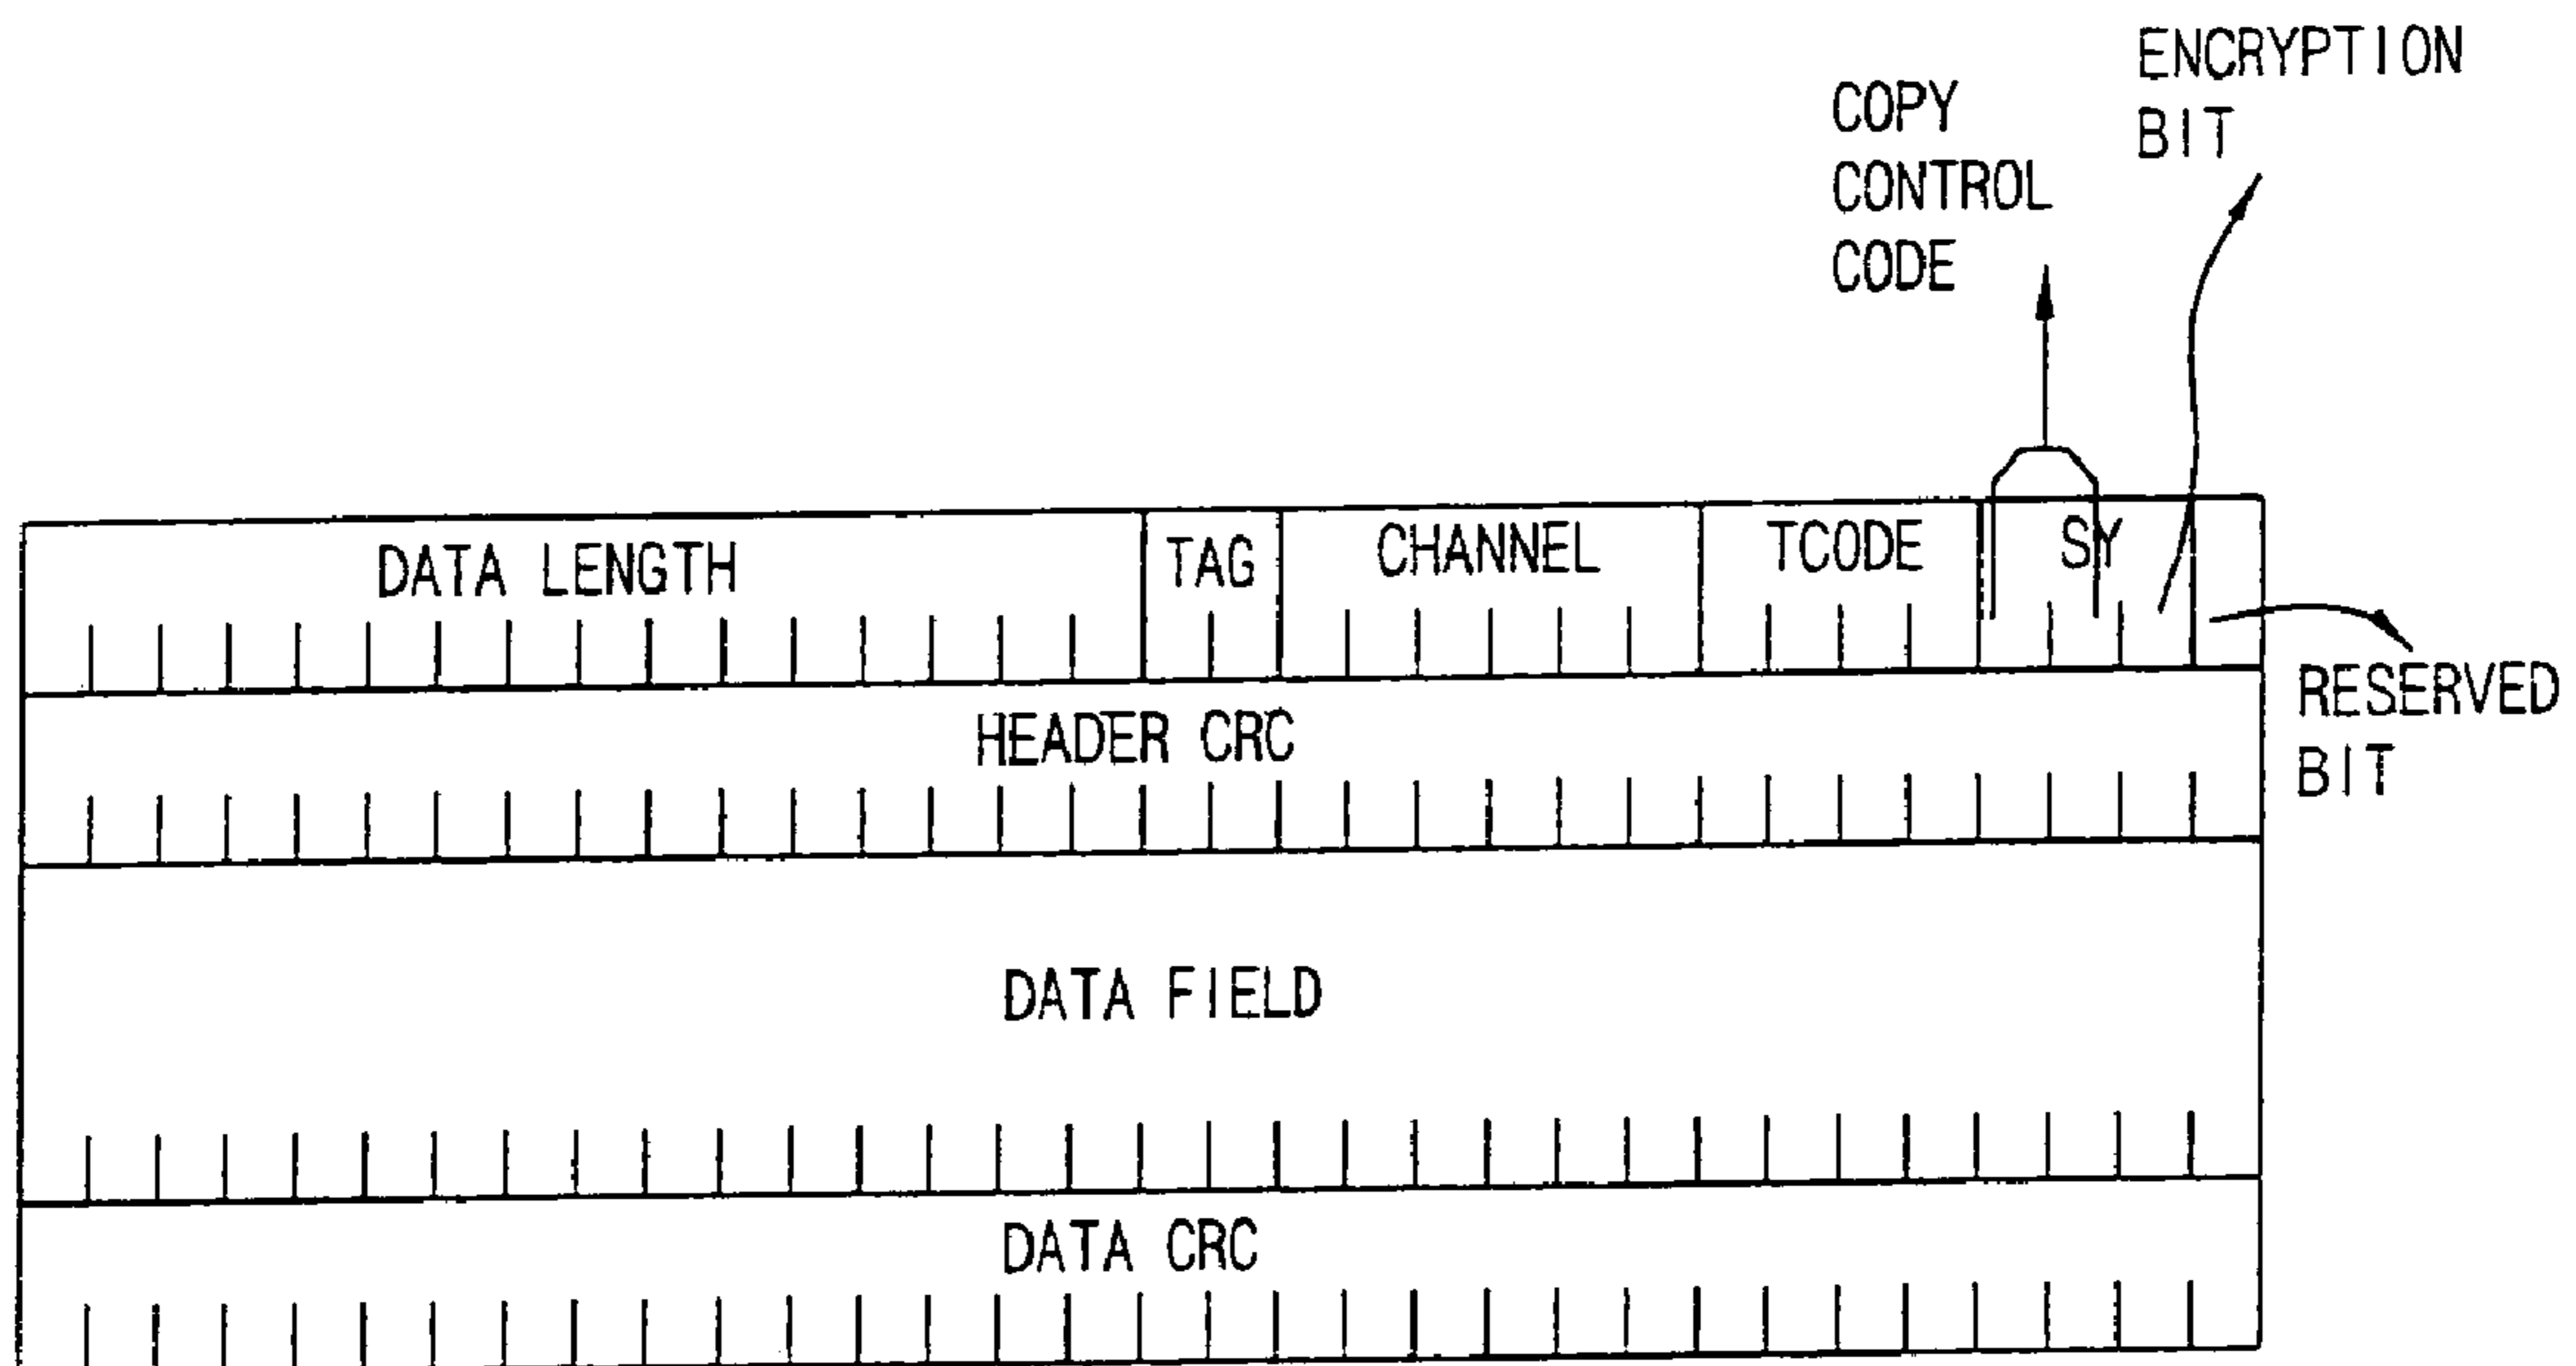 ENCRYPTION
BIT
COPY
CONTROL
CODE
DATA LENGTH
TAG
CHANNEL
TCODE
SY
RESERVED
BIT
HEADER CRC
DATA FIELD
DATA CRC